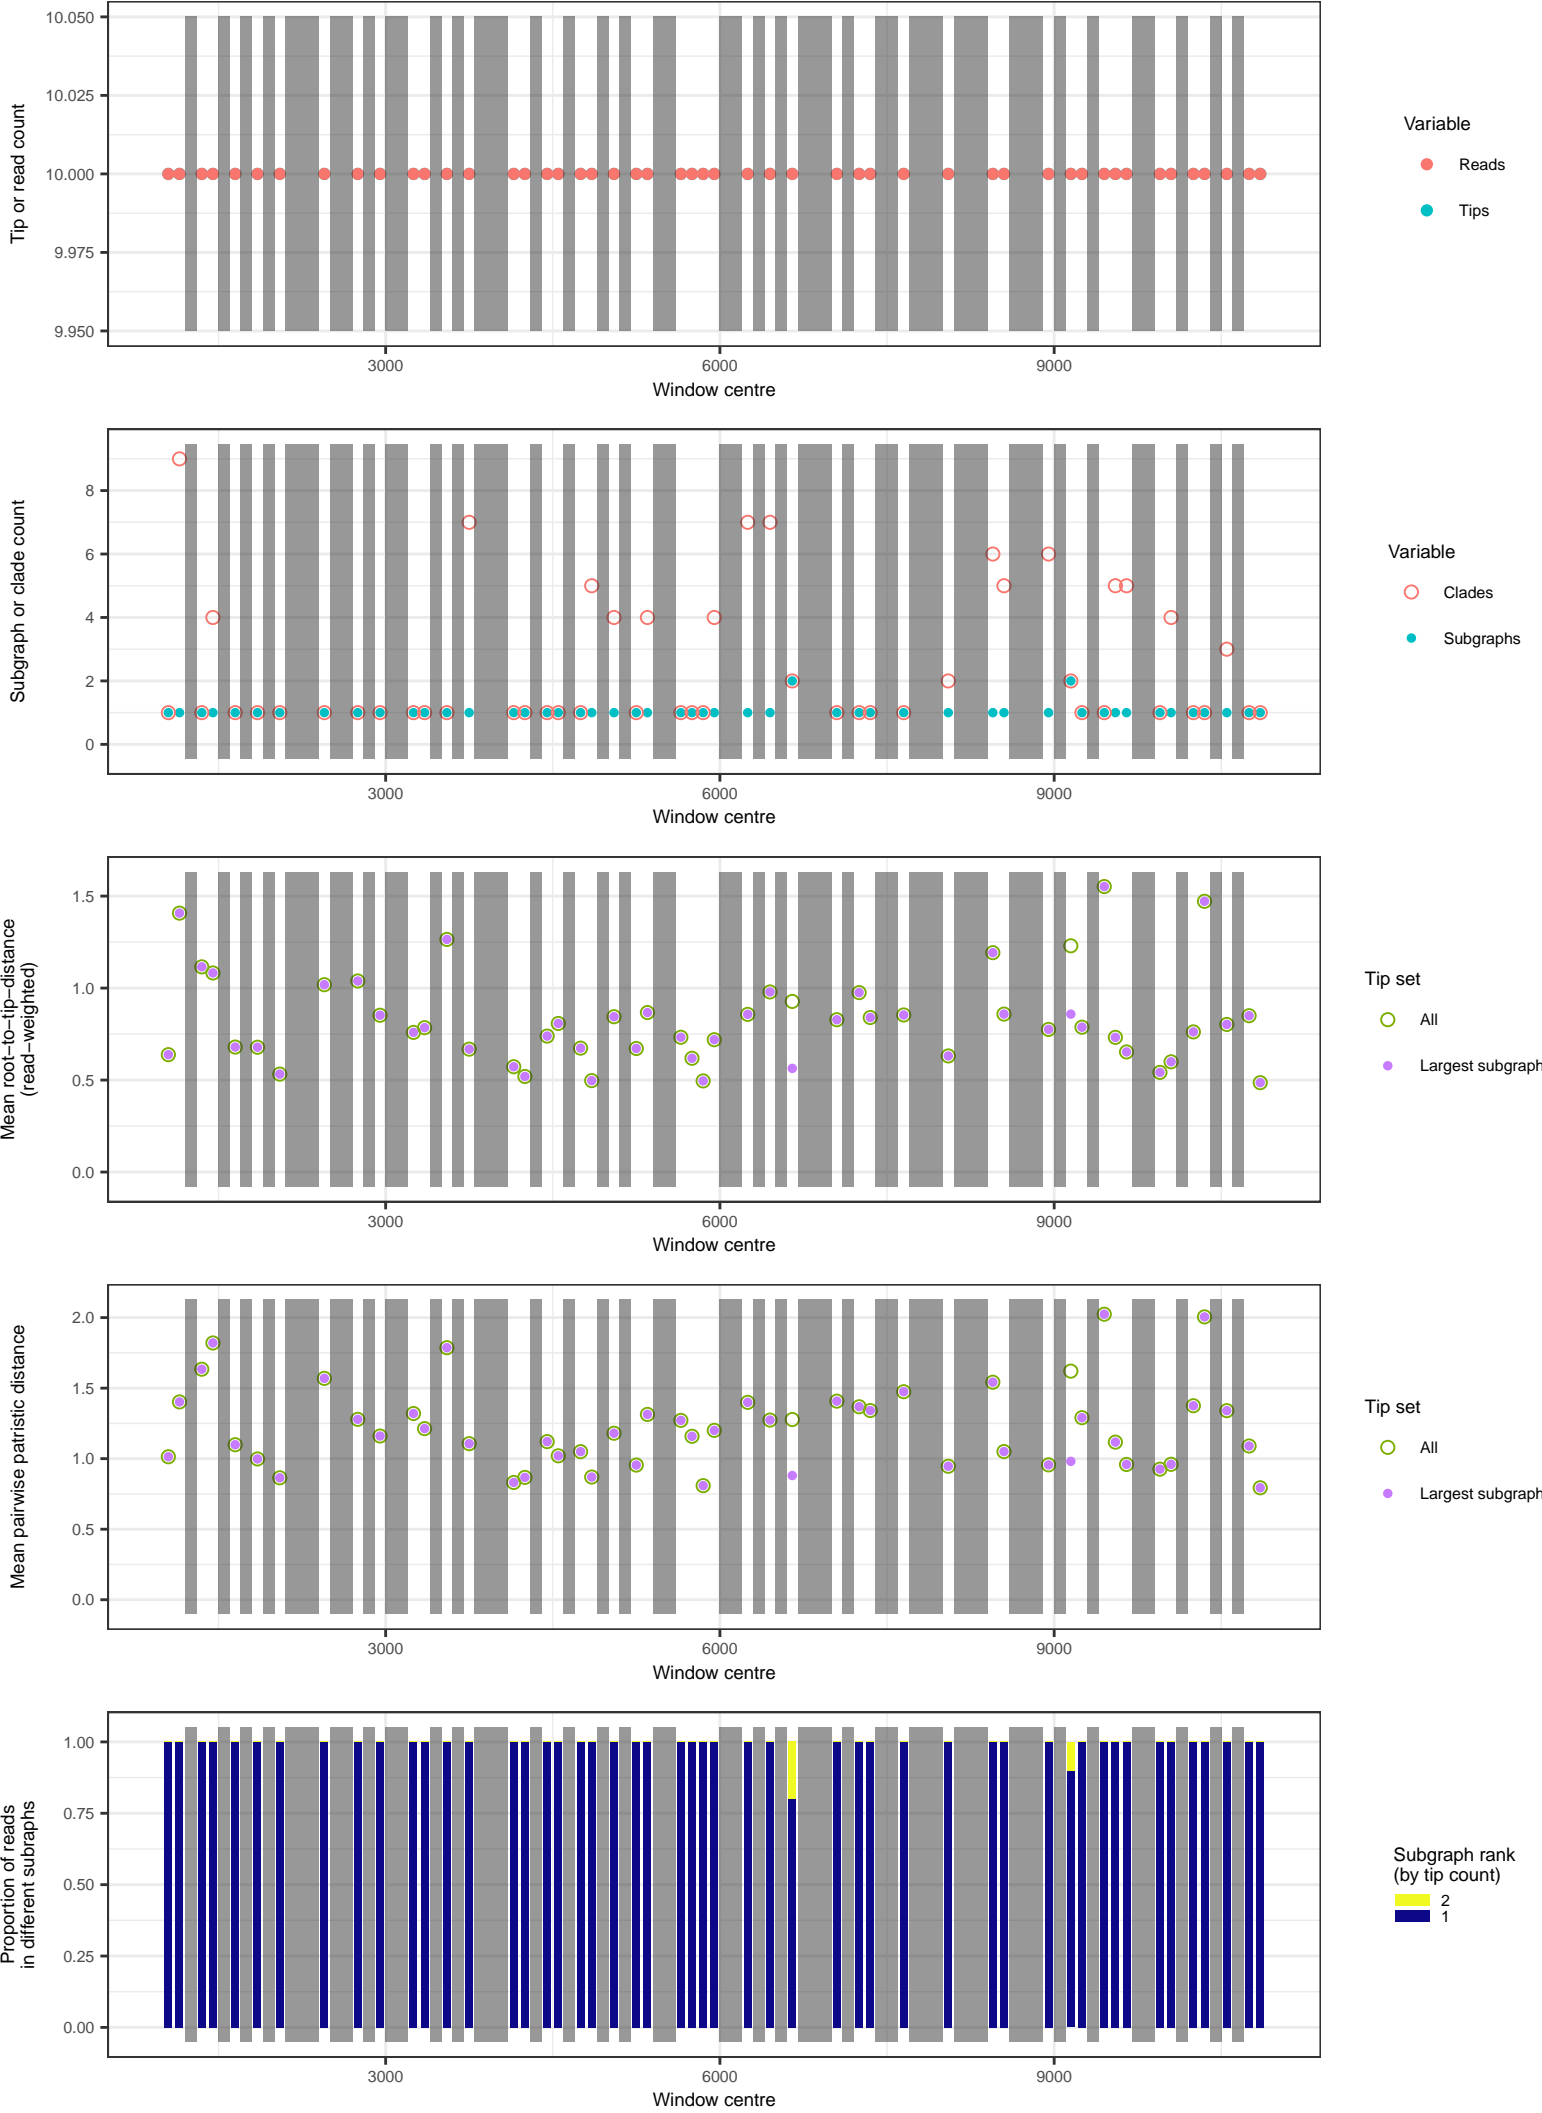 10.050
10.025
10.000
9.975
9.950
Tip or read count
3000
6000
9000
Window centre
Variable
Reads
Tips
8
6
4
2
0
Subgraph or clade count
3000
6000
9000
Window centre
Variable
Clades
Subgraphs
1.5
1.0
0.5
0.0
Mean root−to−tip−distance
(read−weighted)
3000
6000
9000
Window centre
Tip set
All
Largest subgraph
2.0
1.5
1.0
0.5
0.0
Mean pairwise patristic distance
3000
6000
9000
Window centre
Tip set
All
Largest subgraph
1.00
0.75
0.50
0.25
0.00
Proportion of reads
in different subraphs
3000
6000
9000
Window centre
Subgraph rank
(by tip count)
2
1